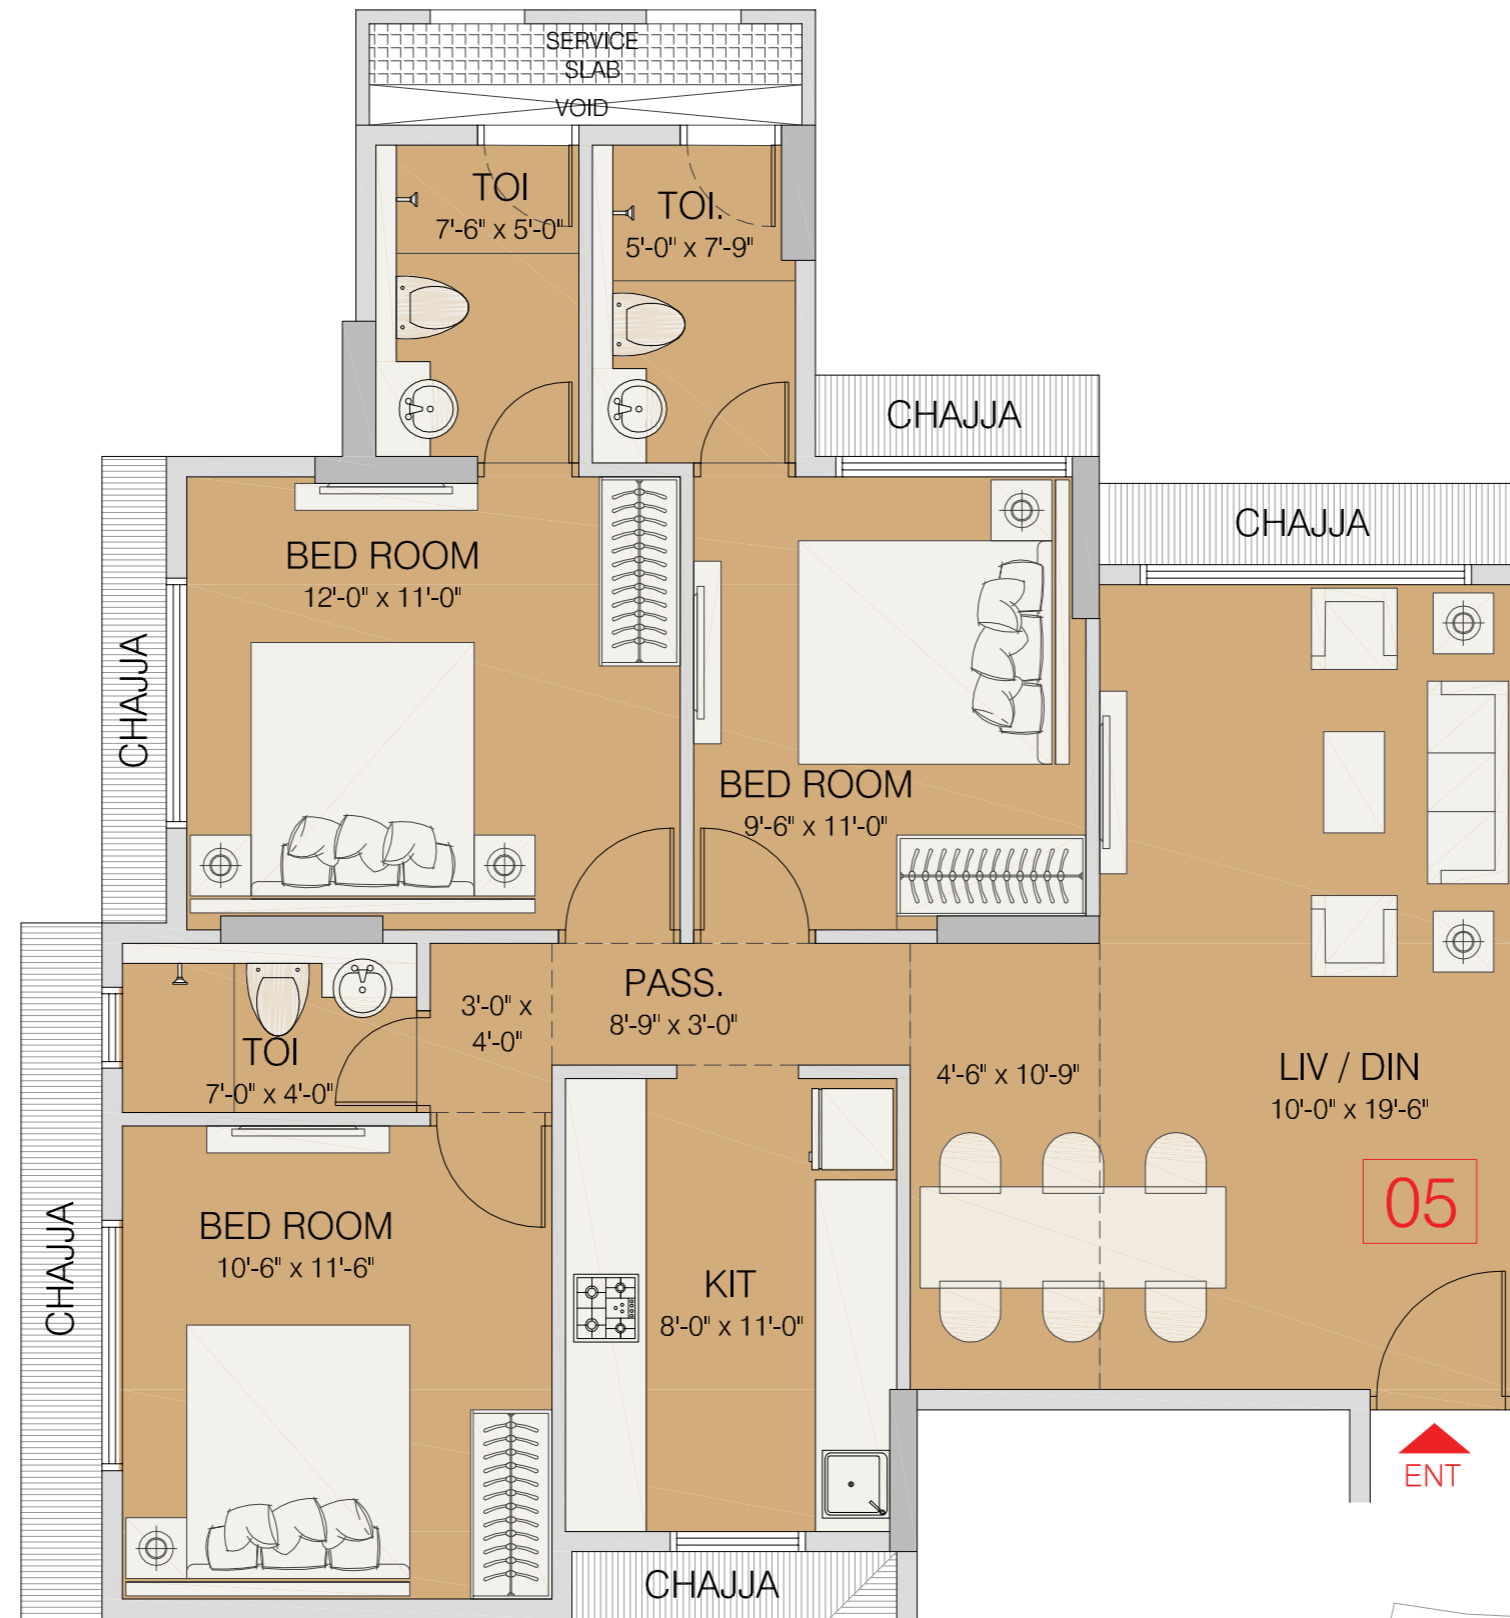 SERVICE
SLAB
VOID
TOI
7'-6" x 5'-0"
TOI.
5'-0" x 7'-9"
CHAJJA
CHAJJA
BED ROOM
12'-0" x 11'-0"
CHAJJA
BED ROOM
9'-6" x 11'-0"
PASS.
8'-9" x 3'-0"
3'-0" x
4'-0"
TOI
7'-0" x 4'-0"
4'-6" x 10'-9"
LIV / DIN
10'-0" x 19'-6"
05
BED ROOM
10'-6" x 11'-6"
CHAJJA
KIT
8'-0" x 11'-0"
ENT
CHAJJA